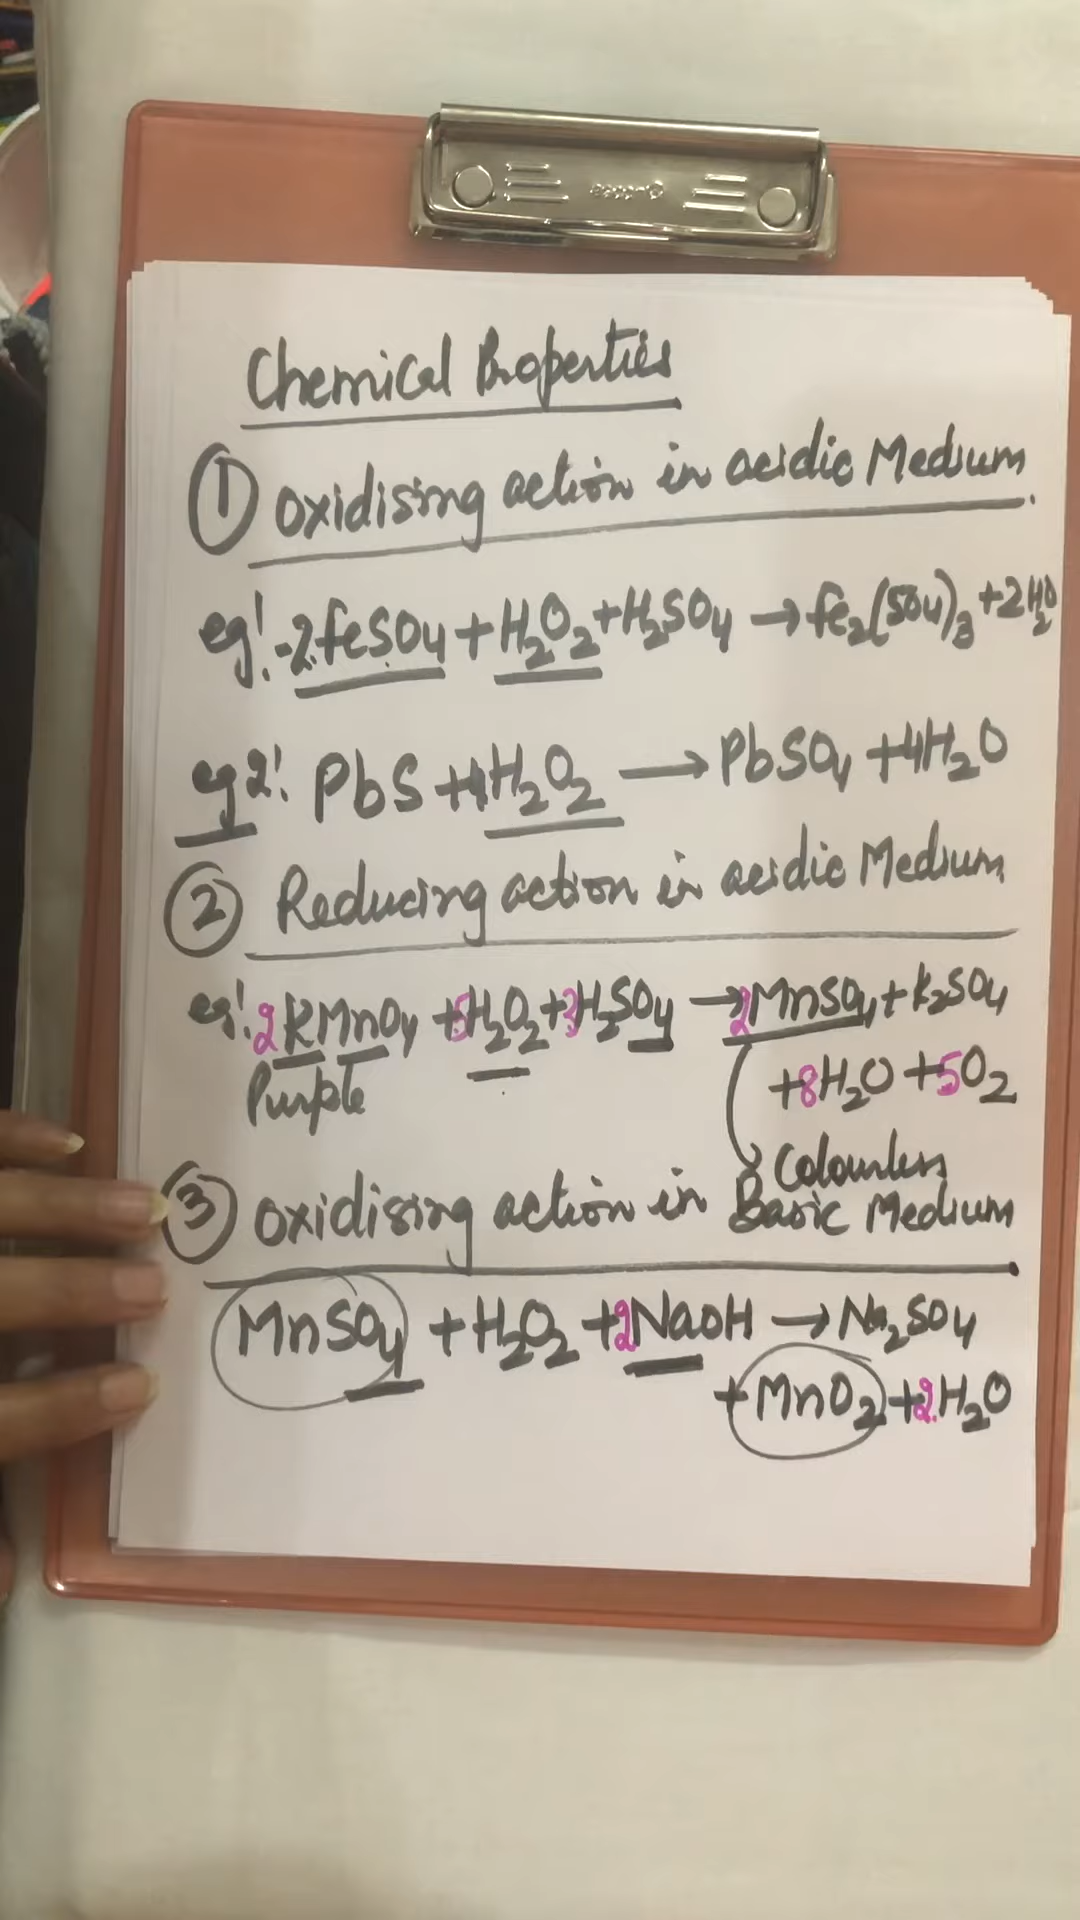 Chemical Properties
① Oxidising action in acidic Medium.
eg!-2FeSO4 + H2O2 + H2SO4 → Fe2(SO4)3 + 2H2O
eg2: PbS + 4H2O2 → PbSO4 + 4H2O
② Reducing action in acidic Medium
eg! 2KMnO4 + 5H2O2 + 3H2SO4 → 2MnSO4 + K2SO4
+ 8H2O + 5O2
Purple
Colourless
③ Oxidising action in Basic Medium
MnSO4 + H2O2 + 2NaOH → Na2SO4
+ MnO2 + 2H2O